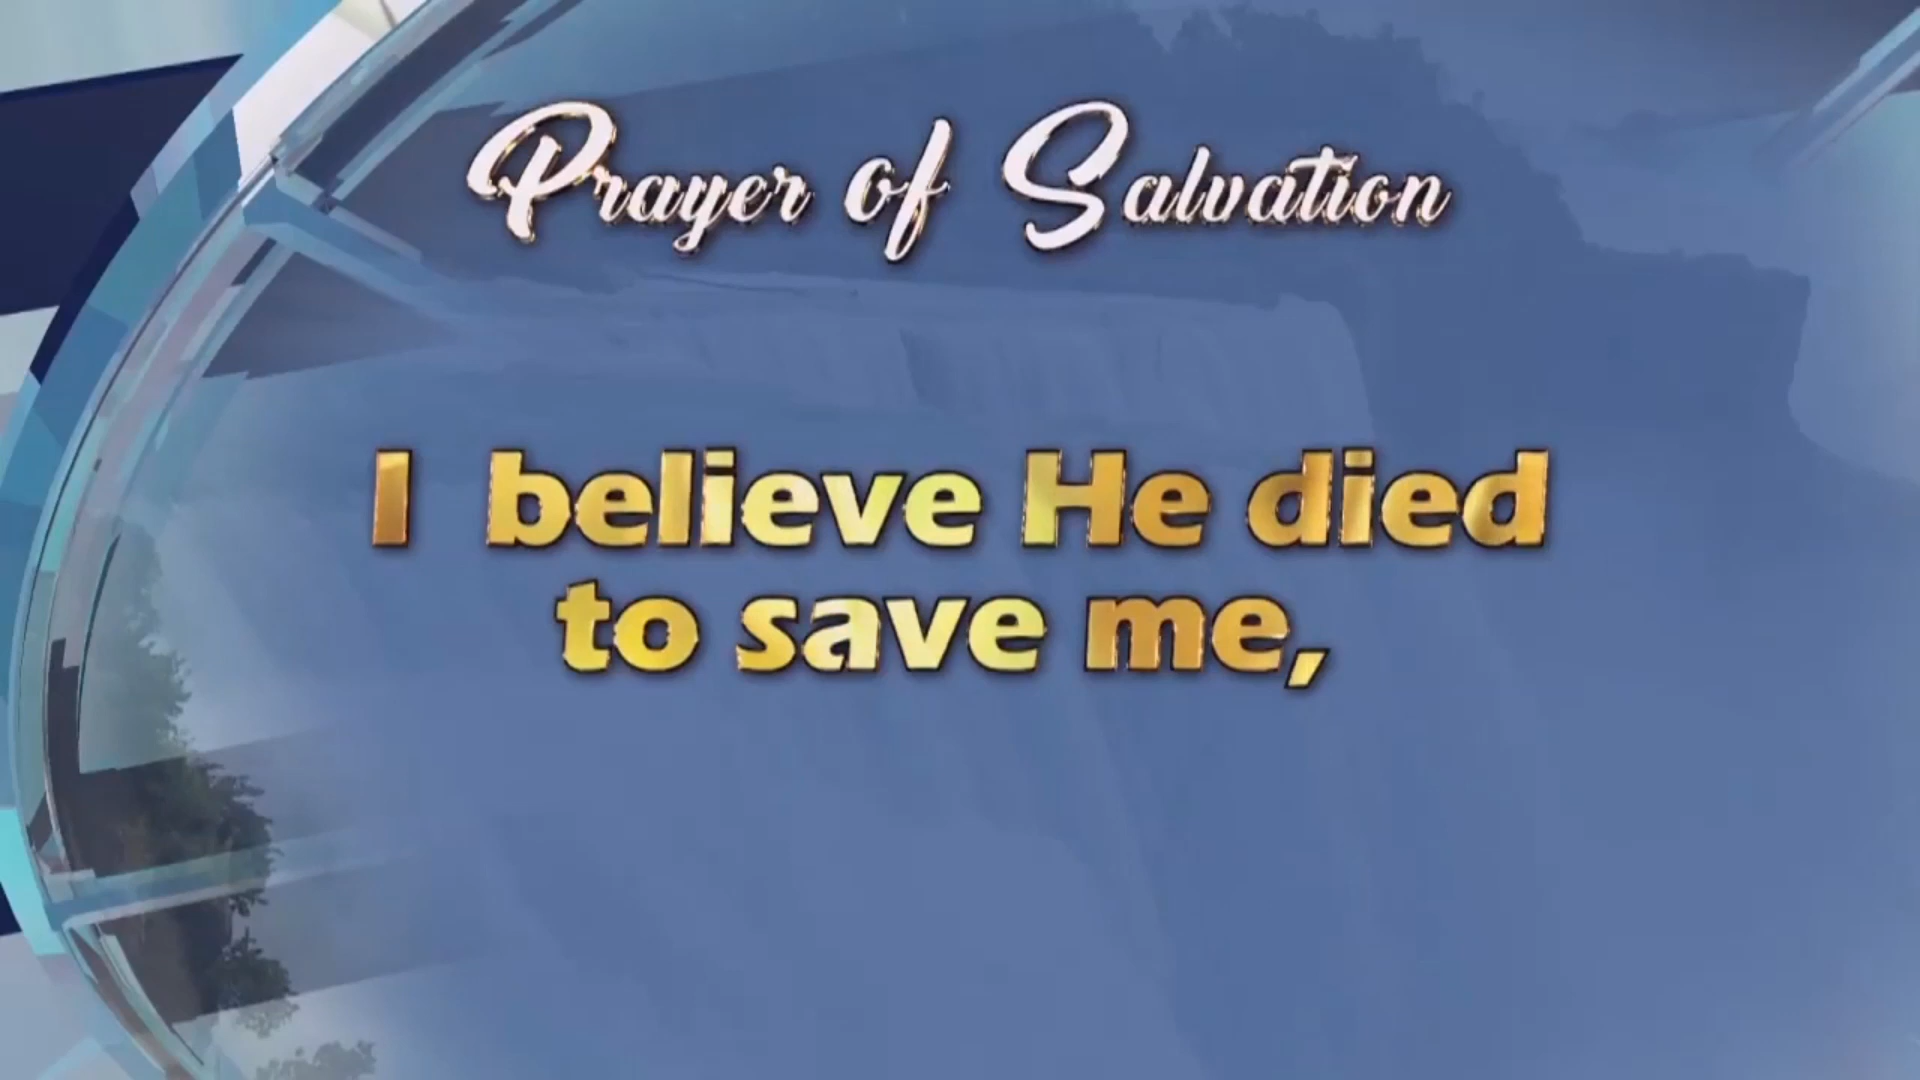 Prayer of Salvation
I believe He died
to save me,